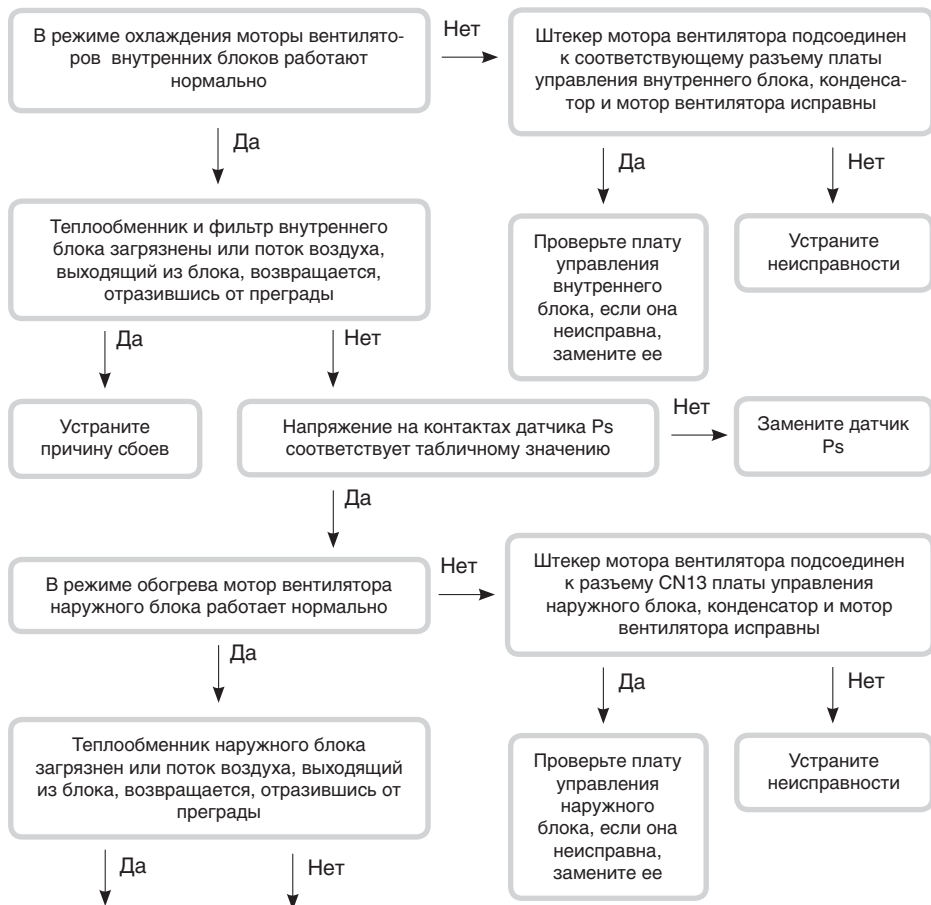 В режиме охлаждения моторы вентилято-
ров внутренних блоков работают
нормально
Нет
Штекер мотора вентилятора подсоединен
к соответствующему разъему платы
управления внутреннего блока, конденса-
тор и мотор вентилятора исправны
Да
Да
Нет
Теплообменник и фильтр внутреннего
блока загрязнены или поток воздуха,
выходящий из блока, возвращается,
отразившись от преграды
Проверьте плату
управления
внутреннего
блока, если она
неисправна,
замените ее
Устраните
неисправности
Да
Нет
Устраните
причину сбоев
Напряжение на контактах датчика Ps
соответствует табличному значению
Нет
Замените датчик
Ps
Да
В режиме обогрева мотор вентилятора
наружного блока работает нормально
Нет
Штекер мотора вентилятора подсоединен
к разъему CN13 платы управления
наружного блока, конденсатор и мотор
вентилятора исправны
Да
Да
Нет
Теплообменник наружного блока
загрязнен или поток воздуха, выходящий
из блока, возвращается, отразившись от
преграды
Проверьте плату
управления
наружного
блока, если она
неисправна,
замените ее
Устраните
неисправности
Да
Нет